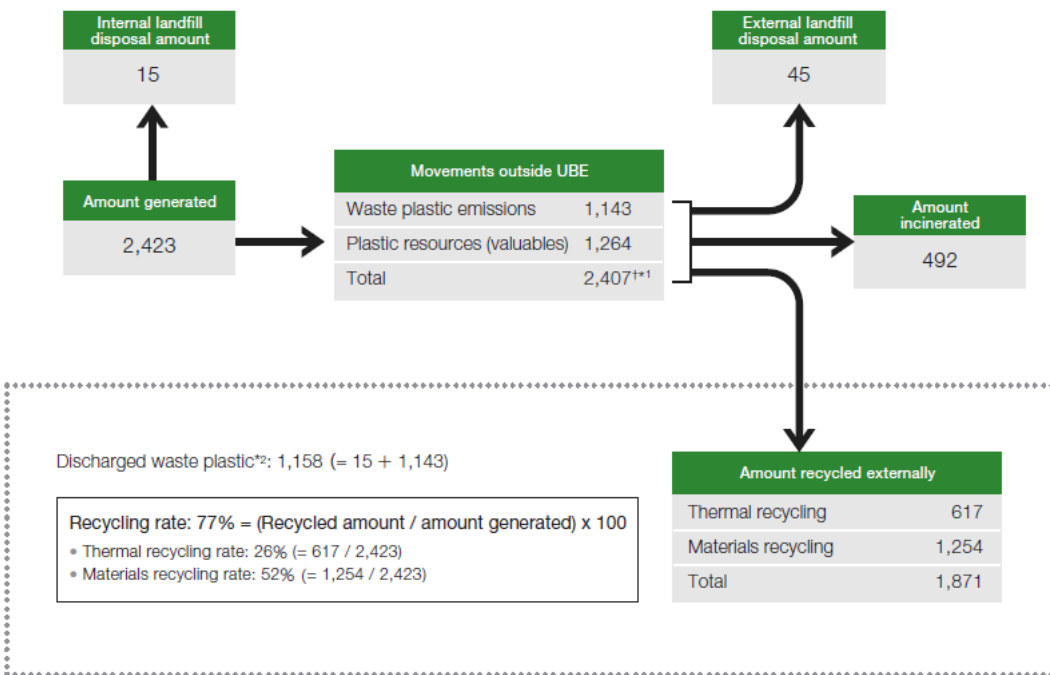 Internal landfill
disposal amount
15
External landfill
disposal amount
45
Amount generated
2,423
Movements outside UBE
Waste plastic emissions 1,143
Plastic resources (valuables) 1,264
Total 2,407†*1
Amount
incinerated
492
Discharged waste plastic*2: 1,158 (= 15 + 1,143)
Recycling rate: 77% = (Recycled amount / amount generated) x 100
• Thermal recycling rate: 26% (= 617 / 2,423)
• Materials recycling rate: 52% (= 1,254 / 2,423)
Amount recycled externally
Thermal recycling 617
Materials recycling 1,254
Total 1,871